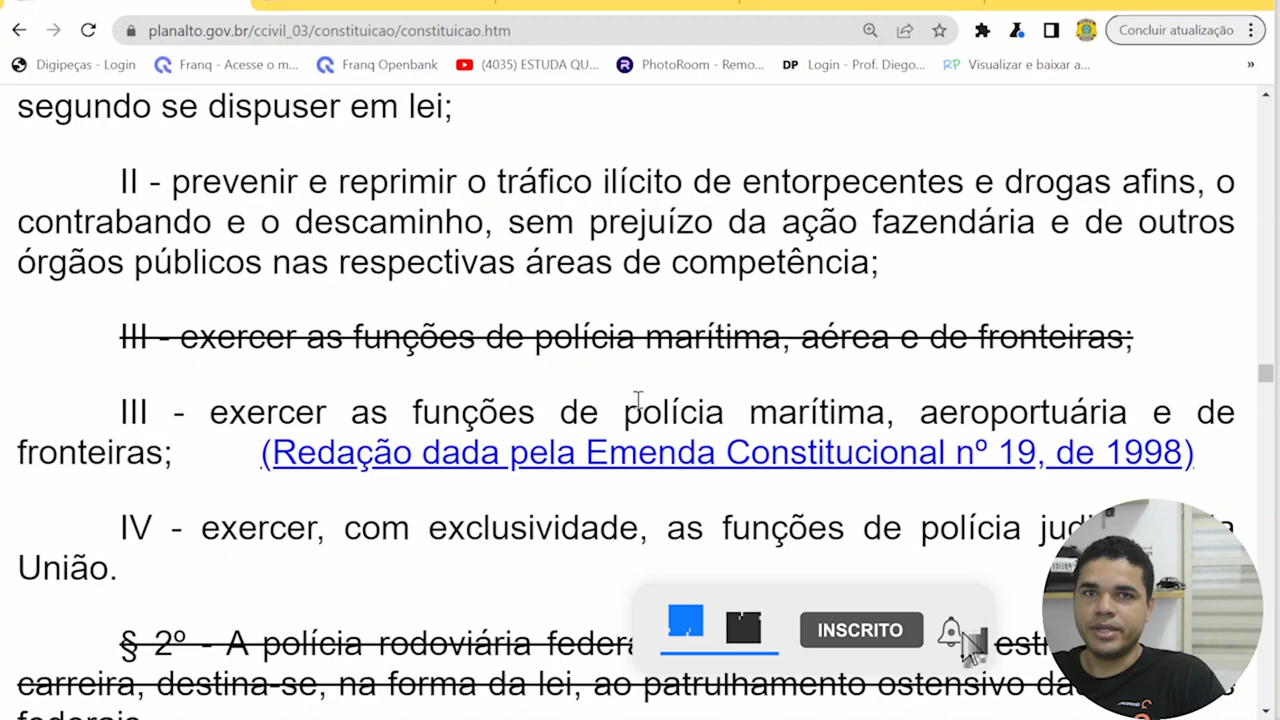 planalto.gov.br/ccivil_03/constituicao/constituicao.htm
Concluir atualização
Digipeças - Login
Franq - Acesse o m...
Franq Openbank
(4035) ESTUDA QU...
PhotoRoom - Remo...
DP Login - Prof. Diego...
RP Visualizar e baixar a...
»
segundo se dispuser em lei;
II - prevenir e reprimir o tráfico ilícito de entorpecentes e drogas afins, o
contrabando e o descaminho, sem prejuízo da ação fazendária e de outros
órgãos públicos nas respectivas áreas de competência;
III - exercer as funções de polícia marítima, aérea e de fronteiras;
III - exercer as funções de polícia marítima, aeroportuária e de
fronteiras; (Redação dada pela Emenda Constitucional nº 19, de 1998)
IV - exercer, com exclusividade, as funções de polícia
União.
INSCRITO
§ 2º - A polícia rodoviária
carreira, destina-se, na forma da lei, ao patrulhamento ostensivo
federais